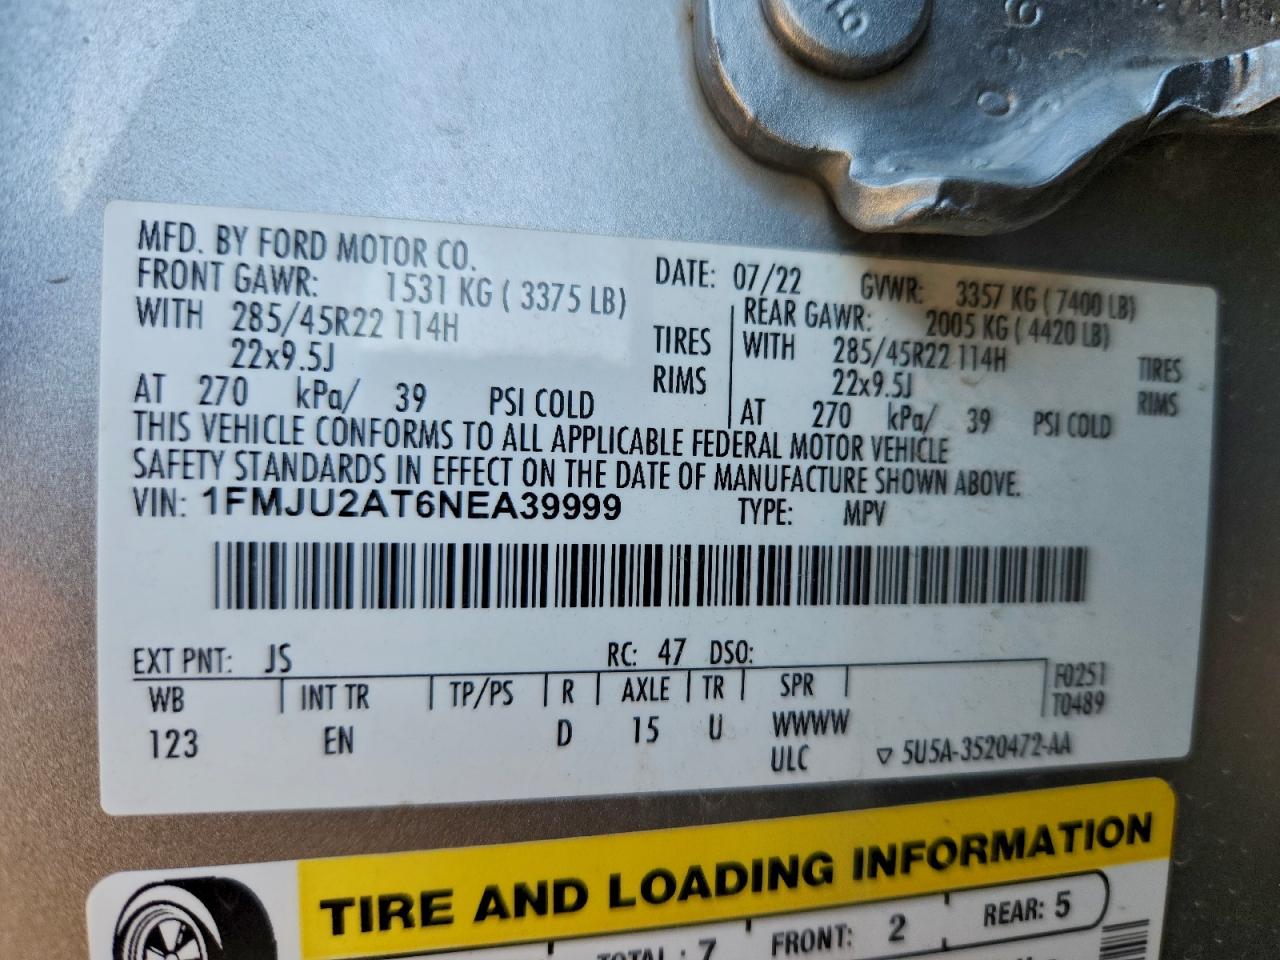 MFD. BY FORD MOTOR CO.
DATE: 07/22 GVWR: 3357 KG ( 7400 LB)
FRONT GAWR: 1531 KG ( 3375 LB)
REAR GAWR: 2005 KG ( 4420 LB)
WITH 285/45R22 114H TIRES
WITH 285/45R22 114H TIRES
22x9.5J RIMS
22x9.5J RIMS
AT 270 kPa/ 39 PSI COLD
AT 270 kPa/ 39 PSI COLD
THIS VEHICLE CONFORMS TO ALL APPLICABLE FEDERAL MOTOR VEHICLE
SAFETY STANDARDS IN EFFECT ON THE DATE OF MANUFACTURE SHOWN ABOVE.
VIN: 1FMJU2AT6NEA39999 TYPE: MPV
EXT PNT: JS RC: 47 DSO:
WB INT TR TP/PS R AXLE TR SPR F0251
T0489
123 EN D 15 U WWWW
ULC ▽ 5U5A-3520472-AA
TIRE AND LOADING INFORMATION
TOTAL : 7 FRONT: 2 REAR: 5